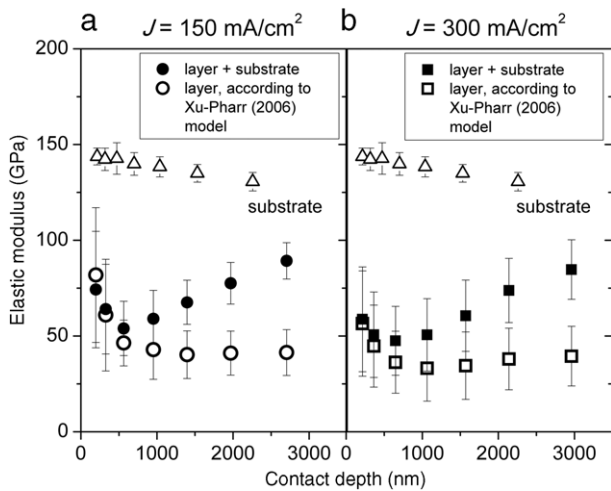 a J = 150 mA/cm² b J = 300 mA/cm²
200
layer + substrate
layer, according to
Xu-Pharr (2006)
model
layer + substrate
layer, according to
Xu-Pharr (2006)
model
150
substrate
substrate
100
50
0
Elastic modulus (GPa)
0 1000 2000 3000 0 1000 2000 3000
Contact depth (nm)